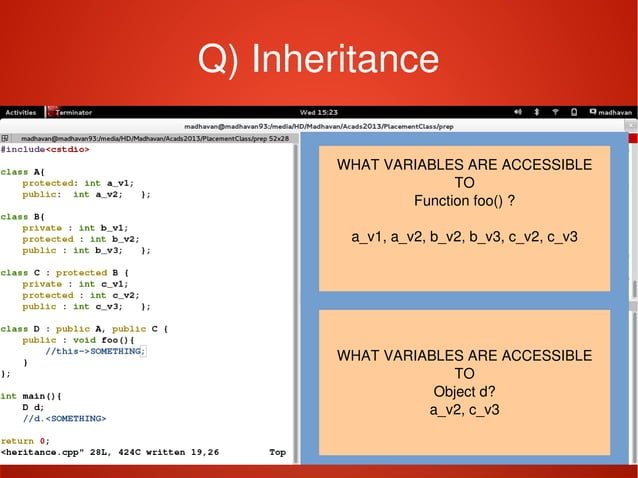 Q) Inheritance
Activities
Terminator
Wed 15:23
madhavan
madhavan@madhavan93:/media/HD/Madhavan/Acads2013/PlacementClass/prep
madhavan@madhavan93:/media/HD/Madhavan/Acads2013/PlacementClass/prep 52x28
#include<cstdio>
class A{
protected: int a_v1;
public: int a_v2; };
class B{
private : int b_v1;
protected : int b_v2;
public : int b_v3; };
class C : protected B {
private : int c_v1;
protected : int c_v2;
public : int c_v3; };
class D : public A, public C {
public : void foo(){
//this->SOMETHING;
}
};
int main(){
D d;
//d.<SOMETHING>
return 0;
<heritance.cpp" 28L, 424C written 19,26 Top
WHAT VARIABLES ARE ACCESSIBLE
TO
Function foo() ?
a_v1, a_v2, b_v2, b_v3, c_v2, c_v3
WHAT VARIABLES ARE ACCESSIBLE
TO
Object d?
a_v2, c_v3